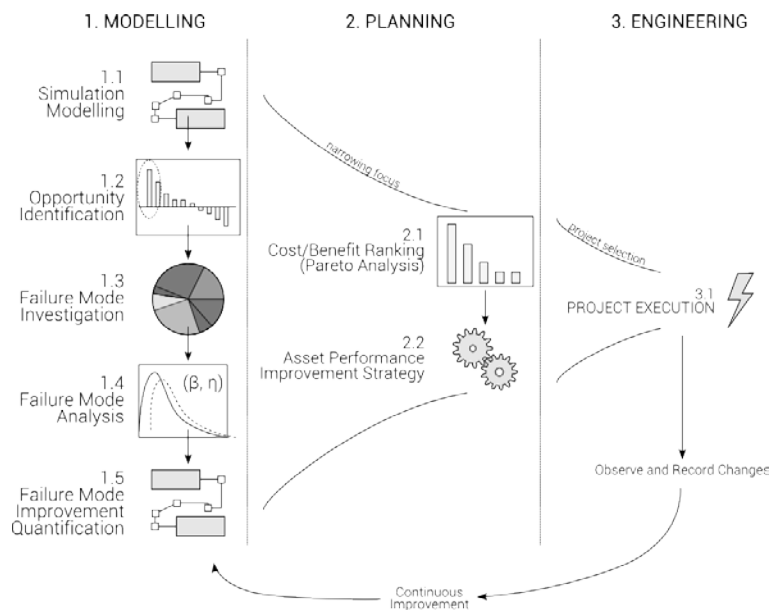 1. MODELLING
2. PLANNING
3. ENGINEERING
1.1
Simulation
Modelling
1.2
Opportunity
Identification
1.3
Failure Mode
Investigation
1.4
Failure Mode
Analysis
(β, η)
1.5
Failure Mode
Improvement
Quantification
narrowing focus
2.1
Cost/Benefit Ranking
(Pareto Analysis)
2.2
Asset Performance
Improvement Strategy
project selection
3.1
PROJECT EXECUTION
Observe and Record Changes
Continuous
Improvement